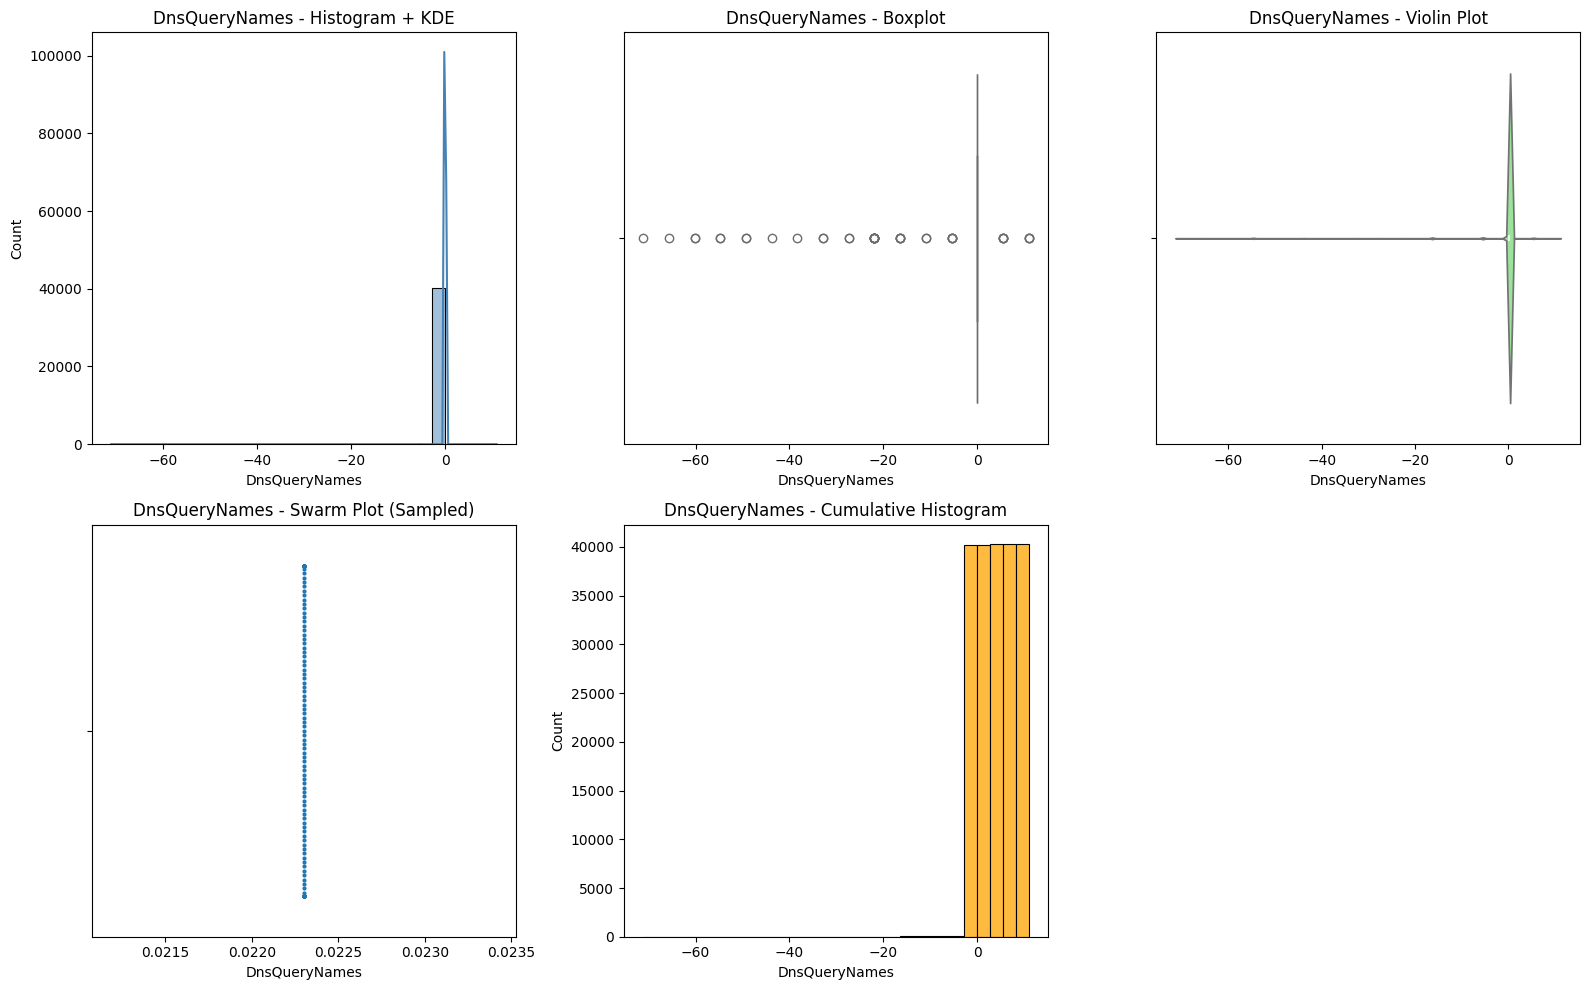 DnsQueryNames - Histogram + KDE
100000
80000
60000
40000
20000
0
Count
−60 −40 −20 0
DnsQueryNames
DnsQueryNames - Boxplot
−60 −40 −20 0
DnsQueryNames
DnsQueryNames - Violin Plot
−60 −40 −20 0
DnsQueryNames
DnsQueryNames - Swarm Plot (Sampled)
0.0215 0.0220 0.0225 0.0230 0.0235
DnsQueryNames
DnsQueryNames - Cumulative Histogram
40000
35000
30000
25000
20000
15000
10000
5000
0
Count
−60 −40 −20 0
DnsQueryNames